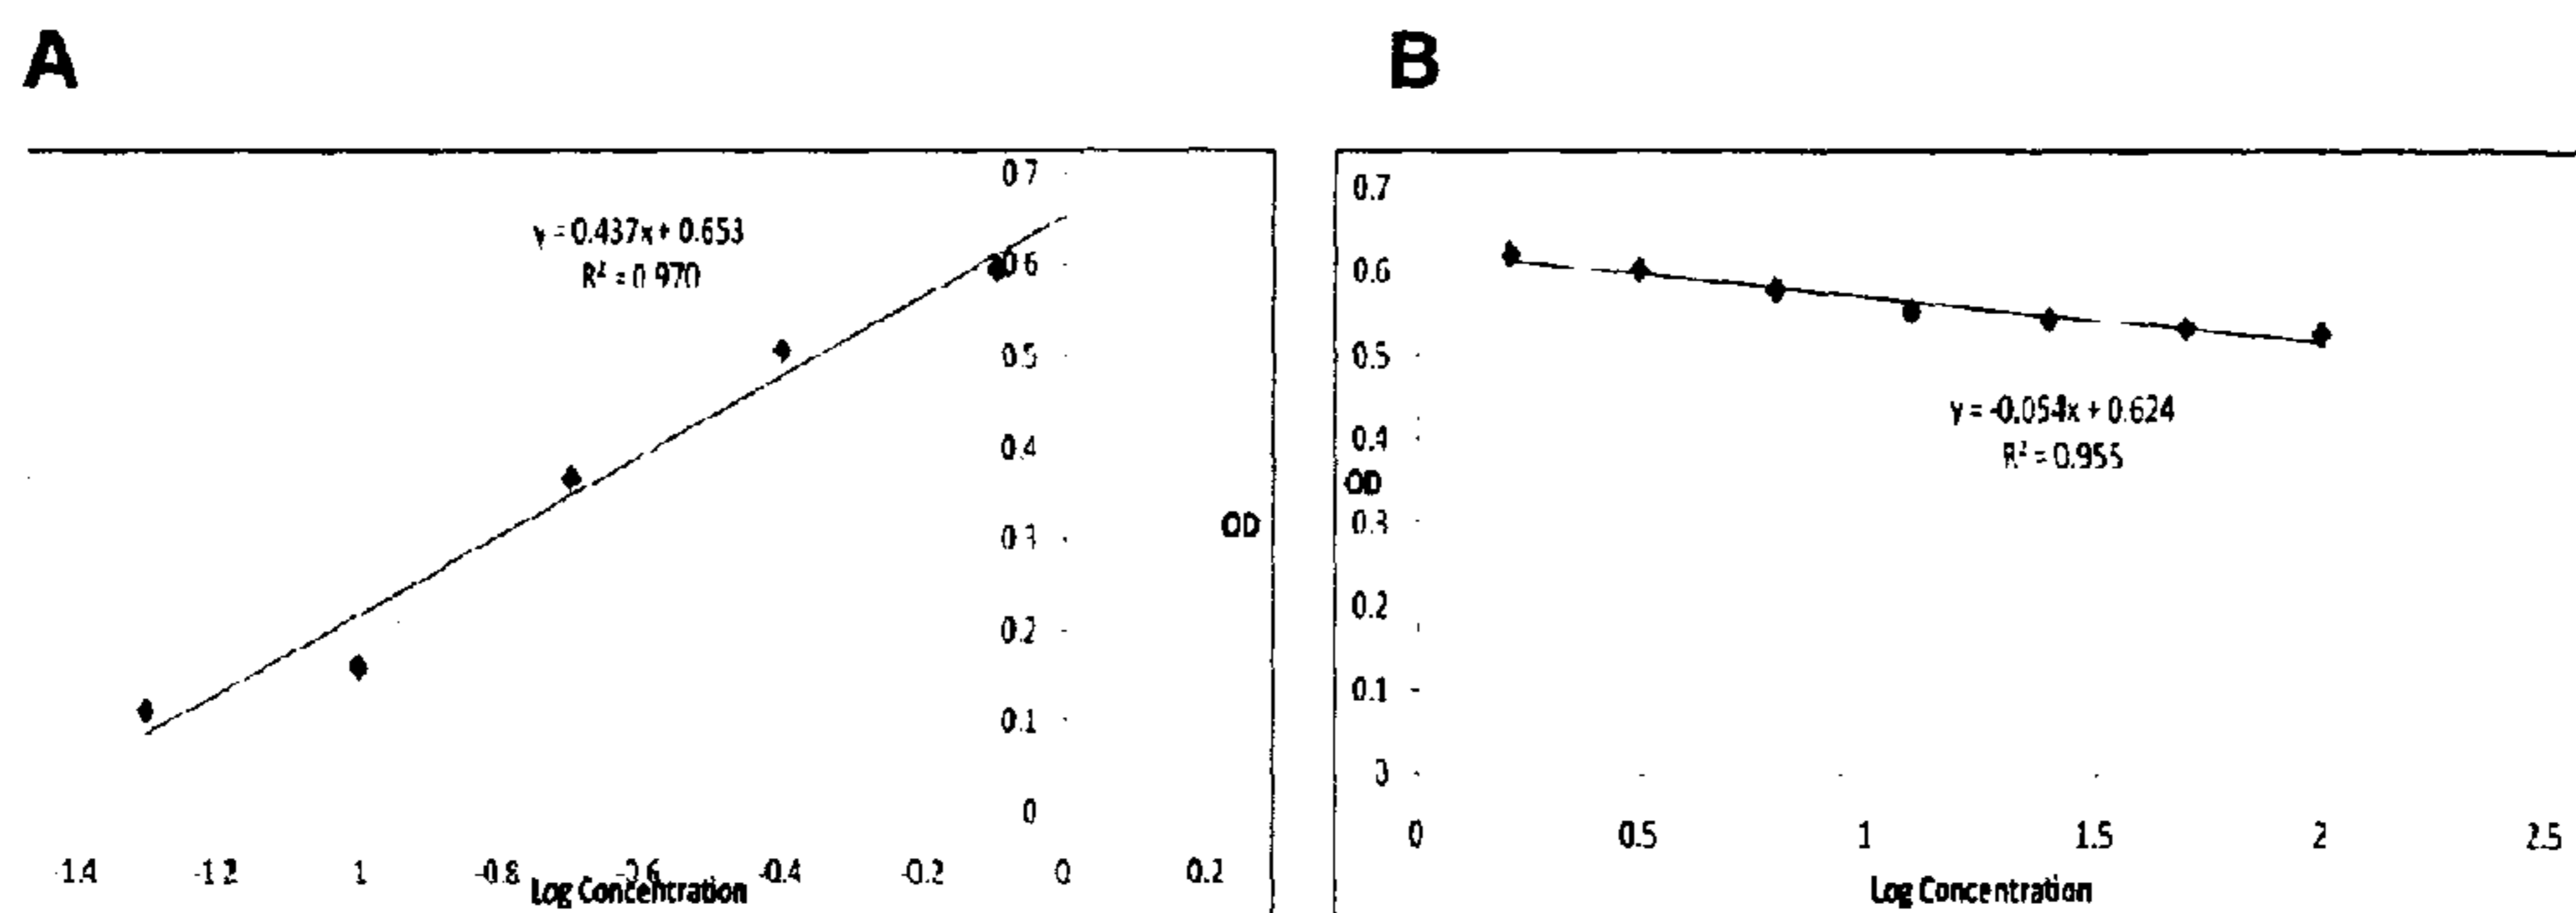 A
B
0.7
y = 0.437x + 0.653
R² = 0.970
0.6
0.5
0.4
0.3
OD
0.2
0.1
0
-1.4 -1.2 1 -0.8 -0.6 -0.4 -0.2 0 0.2
Log Concentration
0.7
0.6
0.5
y = -0.054x + 0.624
0.4
R² = 0.955
OD
0.3
0.2
0.1
0
0 0.5 1 1.5 2 2.5
Log Concentration